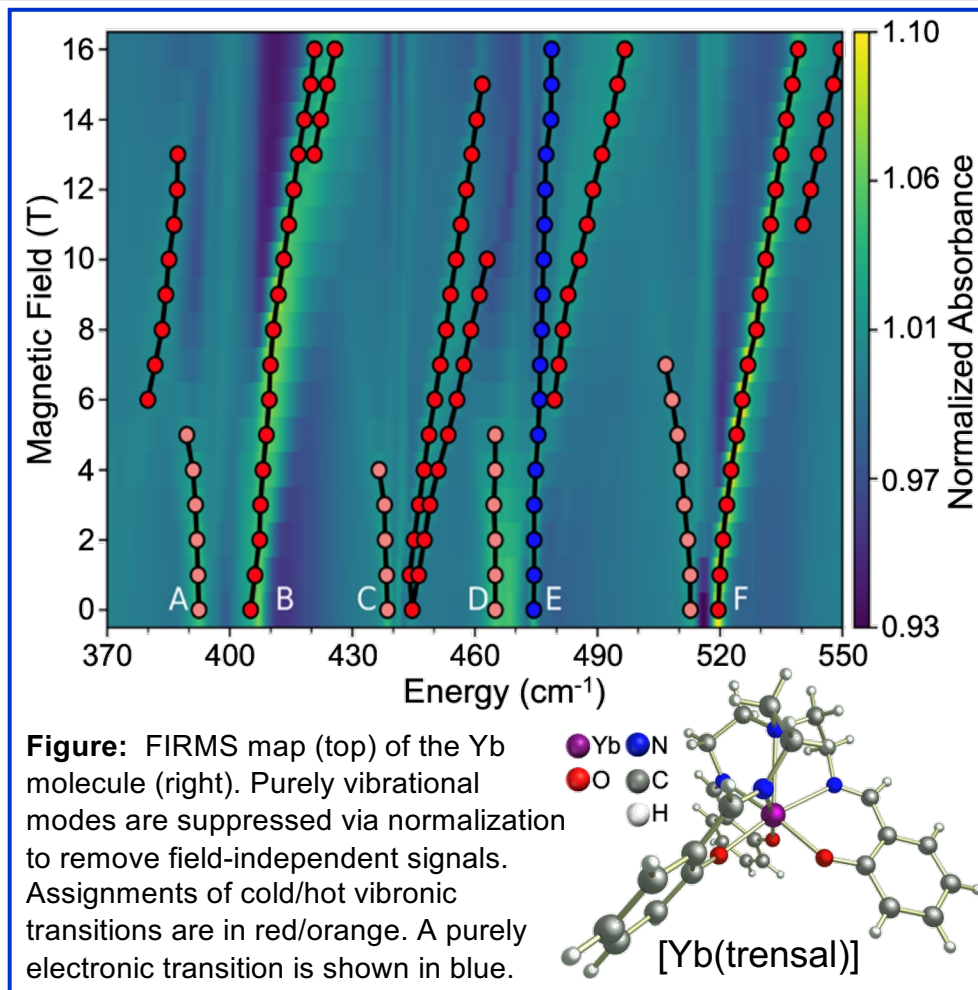 16
14
12
10
8
6
4
2
0
Magnetic Field (T)
A B C D E F
370 400 430 460 490 520 550
Energy (cm-1)
1.10
1.06
1.01
0.97
0.93
Normalized Absorbance
Figure: FIRMS map (top) of the Yb
molecule (right). Purely vibrational
modes are suppressed via normalization
to remove field-independent signals.
Assignments of cold/hot vibronic
transitions are in red/orange. A purely
electronic transition is shown in blue.
Yb N
O C
H
[Yb(trensal)]